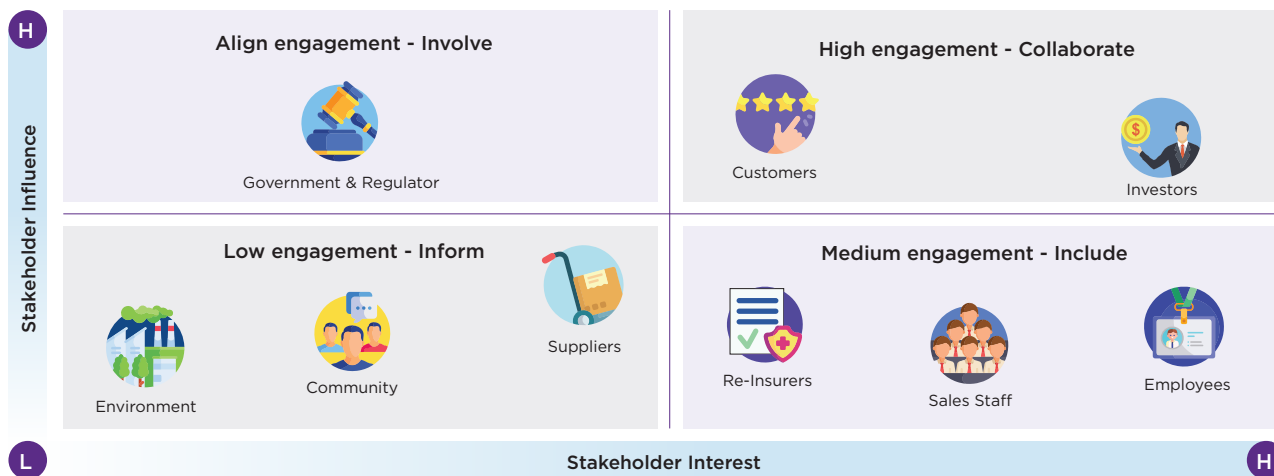 H
Align engagement - Involve
High engagement - Collaborate
$
Government & Regulator
Customers
Investors
Stakeholder Influence
Low engagement - Inform
Medium engagement - Include
Suppliers
Environment
Community
Re-Insurers
Sales Staff
Employees
L
Stakeholder Interest
H